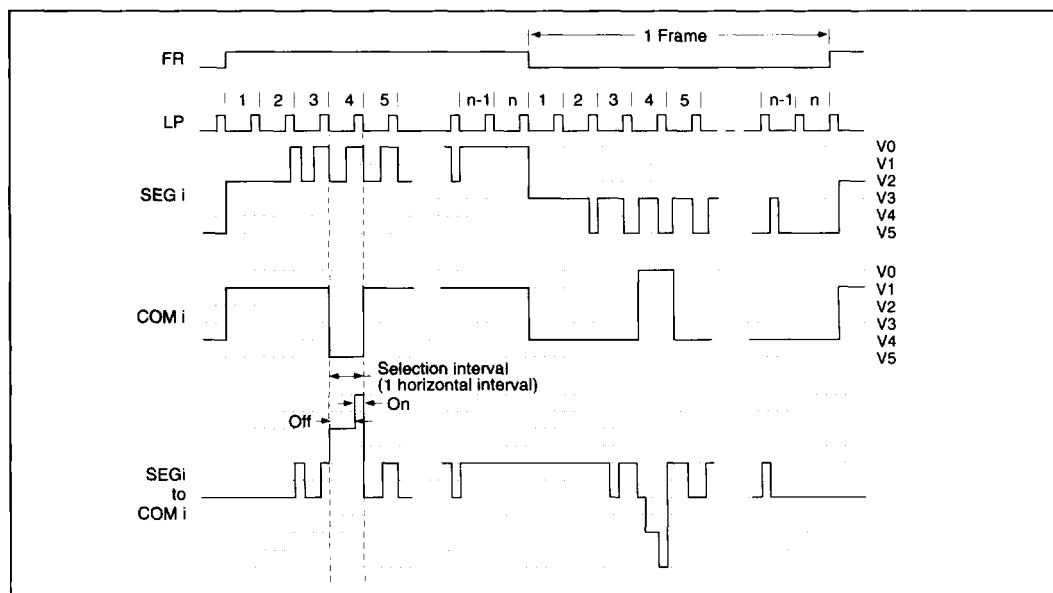 1 Frame
FR
1 2 3 4 5 n-1 n 1 2 3 4 5 n-1 n
LP
V0
V1
V2
SEG i
V3
V4
V5
V0
V1
V2
COM i
V3
V4
V5
Selection interval
(1 horizontal interval)
On
Off
SEGi
to
COM i